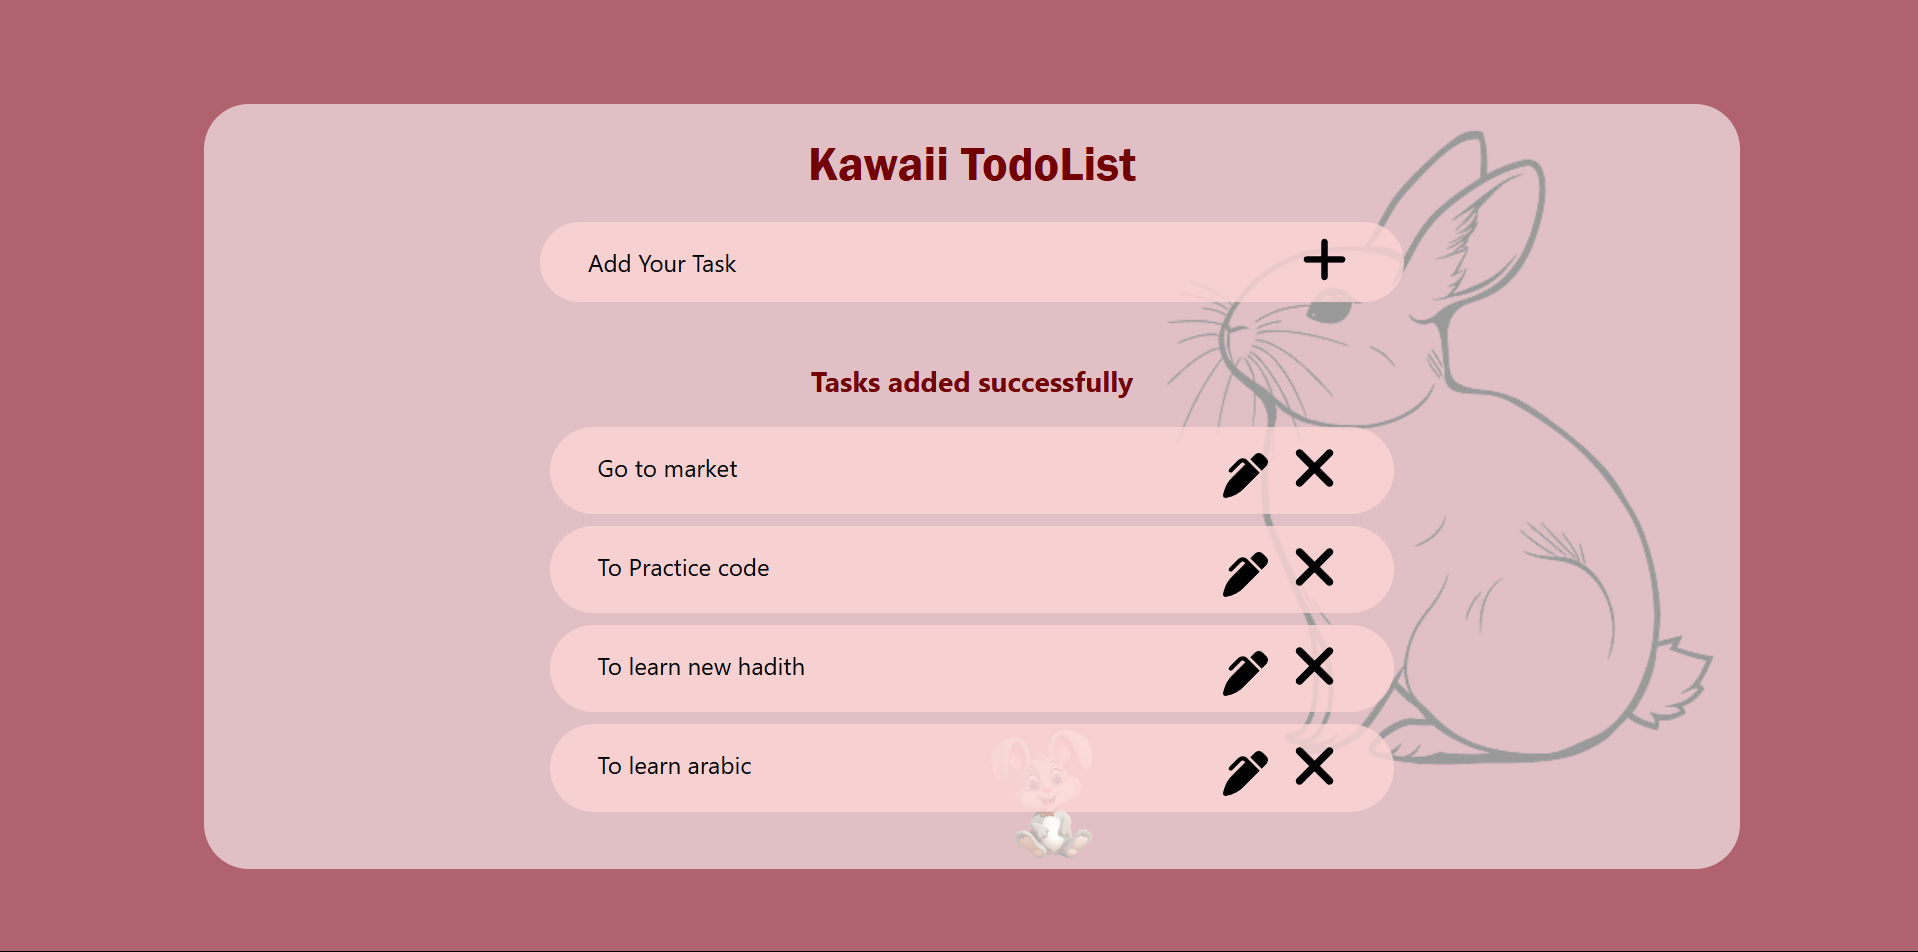 Kawaii TodoList
Add Your Task
Tasks added successfully
Go to market
To Practice code
To learn new hadith
To learn arabic